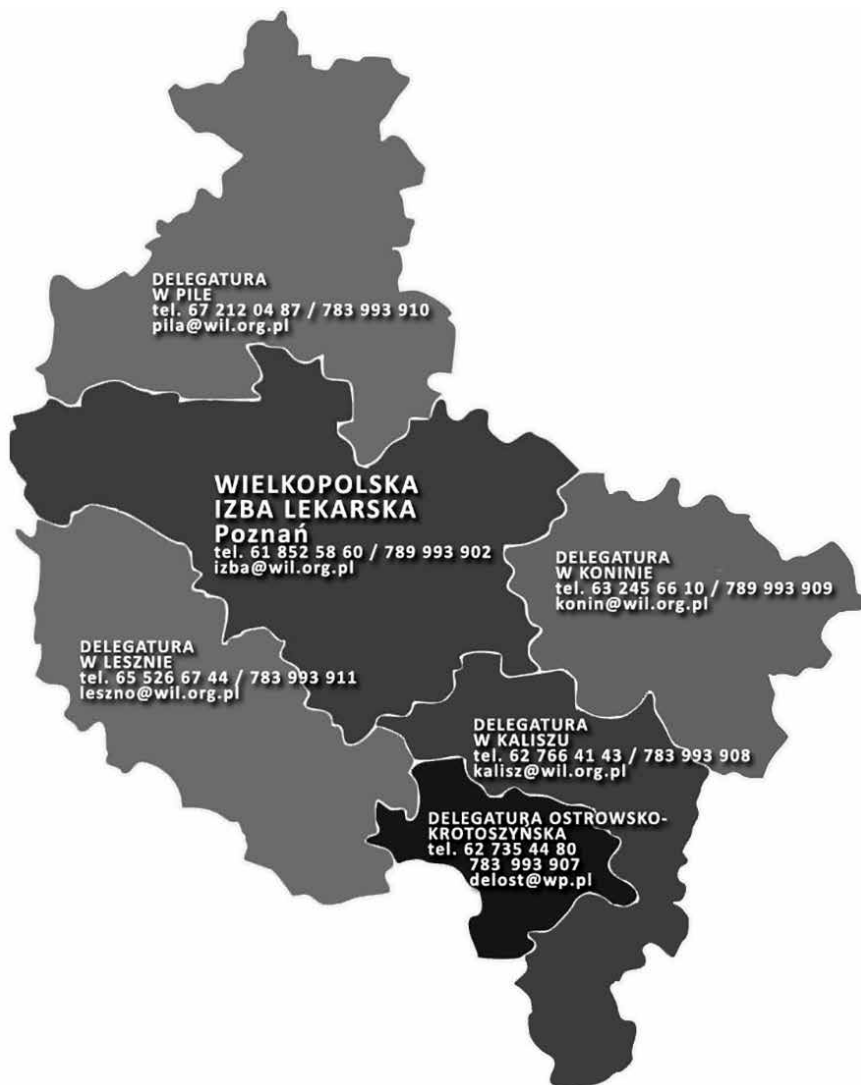 DELEGATURA
W PILE
tel. 67 212 04 87 / 783 993 910
pila@wil.org.pl
WIELKOPOLSKA
IZBA LEKARSKA
Poznań
tel. 61 852 58 60 / 789 993 902
izba@wil.org.pl
DELEGATURA
W KONINIE
tel. 63 245 66 10 / 789 993 909
konin@wil.org.pl
DELEGATURA
W LESZNIE
tel. 65 526 67 44 / 783 993 911
leszno@wil.org.pl
DELEGATURA
W KALISZU
tel. 62 766 41 43 / 783 993 908
kalisz@wil.org.pl
DELEGATURA OSTROWSKO-
KROTOSZYŃSKA
tel. 62 735 44 80
783 993 907
delost@wp.pl